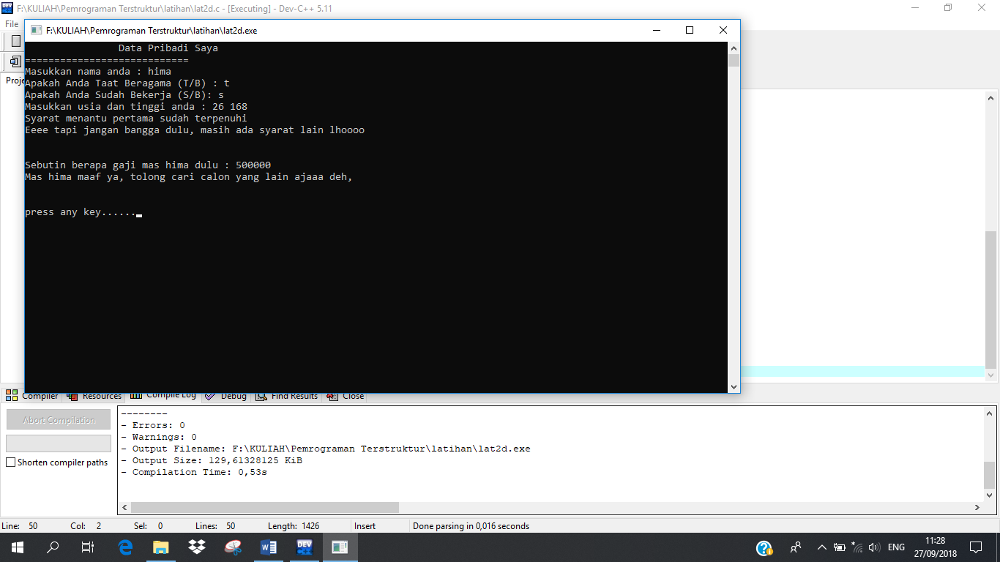 F:\KULIAH\Pemrograman Terstruktur\latihan\lat2d.c - [Executing] - Dev-C++ 5.11
File
F:\KULIAH\Pemrograman Terstruktur\latihan\lat2d.exe
Data Pribadi Saya
============================
Masukkan nama anda : hima
Proje
Apakah Anda Taat Beragama (T/B) : t
Apakah Anda Sudah Bekerja (S/B): s
Masukkan usia dan tinggi anda : 26 168
Syarat menantu pertama sudah terpenuhi
Eeee tapi jangan bangga dulu, masih ada syarat lain lhoooo
Sebutin berapa gaji mas hima dulu : 500000
Mas hima maaf ya, tolong cari calon yang lain ajaaa deh,
press any key......
Compiler Resources Compile Log Debug Find Results Close
Abort Compilation
Shorten compiler paths
--------
- Errors: 0
- Warnings: 0
- Output Filename: F:\KULIAH\Pemrograman Terstruktur\latihan\lat2d.exe
- Output Size: 129,61328125 KiB
- Compilation Time: 0,53s
Line: 50 Col: 2 Sel: 0 Lines: 50 Length: 1426 Insert Done parsing in 0,016 seconds
ENG
11:28
27/09/2018